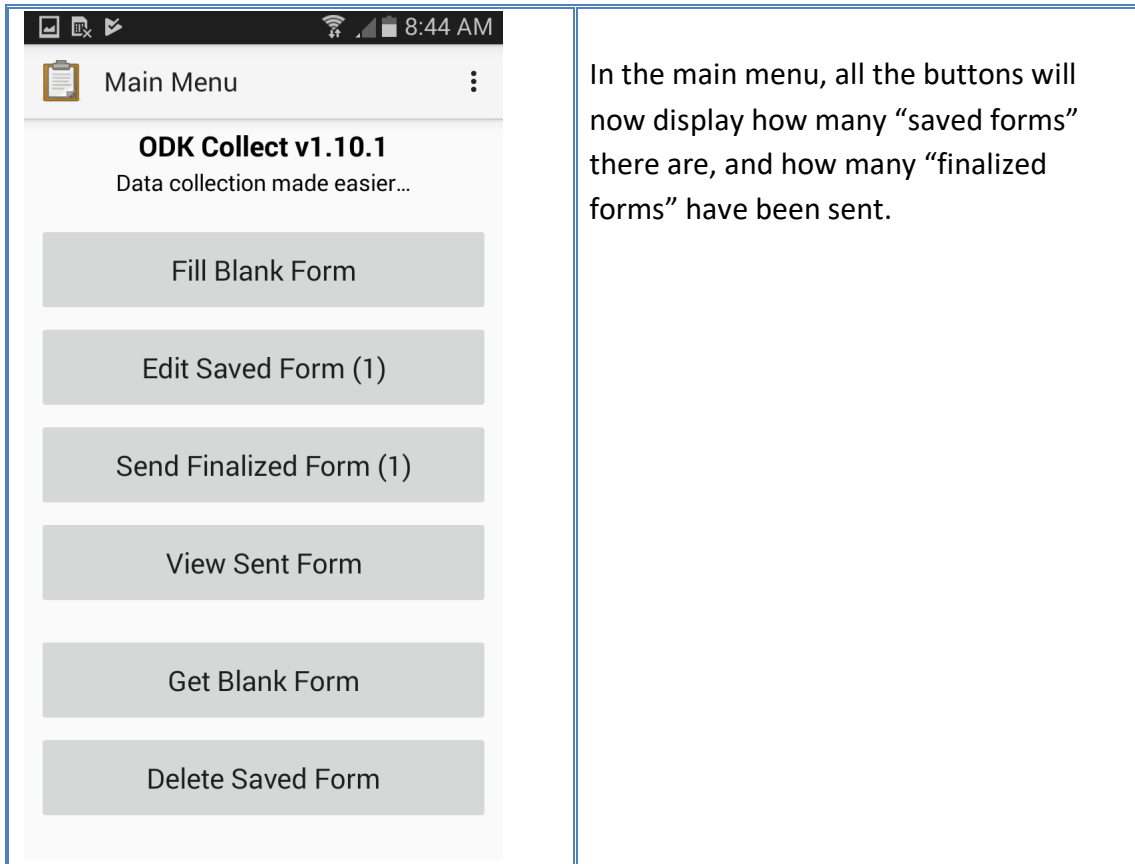 8:44 AM
Main Menu
ODK Collect v1.10.1
Data collection made easier...
Fill Blank Form
Edit Saved Form (1)
Send Finalized Form (1)
View Sent Form
Get Blank Form
Delete Saved Form
In the main menu, all the buttons will
now display how many “saved forms”
there are, and how many “finalized
forms” have been sent.